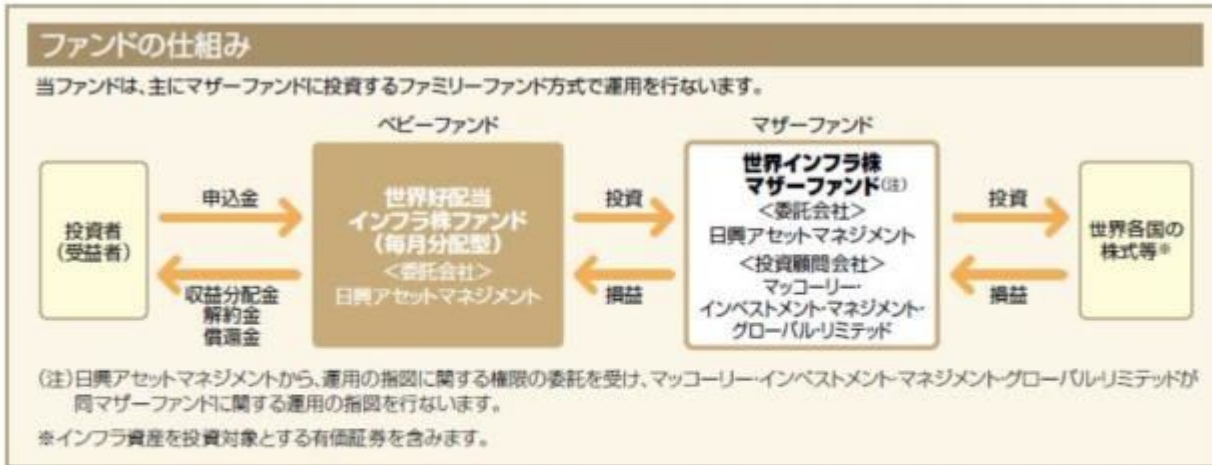 ファンドの仕組み
当ファンドは、主にマザーファンドに投資するファミリーファンド方式で運用を行ないます。
ベビーファンド
マザーファンド
投資者
(受益者)
申込金
収益分配金
解約金
償還金
世界好配当
インフラ株ファンド
(毎月分配型)
<委託会社>
日興アセットマネジメント
投資
損益
世界インフラ株
マザーファンド(注)
<委託会社>
日興アセットマネジメント
<投資顧問会社>
マッコーリー・
インベストメント・マネジメント・
グローバル・リミテッド
投資
損益
世界各国の
株式等※
(注)日興アセットマネジメントから、運用の指図に関する権限の委託を受け、マッコーリー・インベストメント・マネジメント・グローバル・リミテッドが
同マザーファンドに関する運用の指図を行ないます。
※インフラ資産を投資対象とする有価証券を含みます。